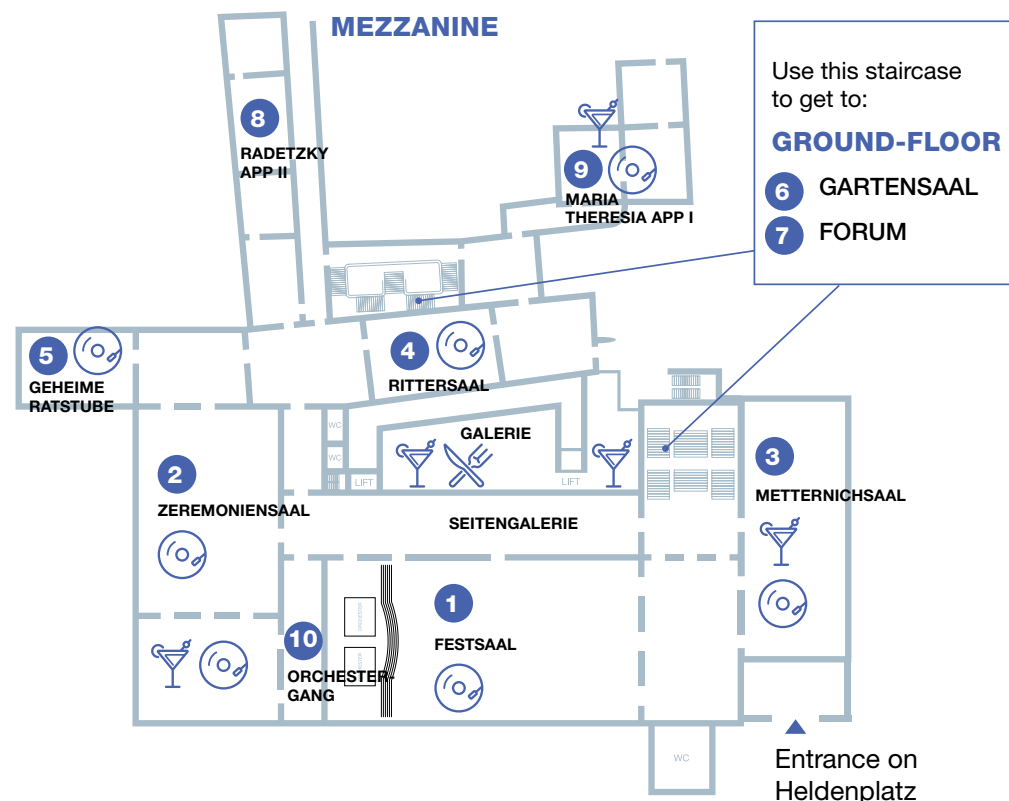 MEZZANINE
Use this staircase
to get to:
GROUND-FLOOR
6 GARTENSAAL
7 FORUM
8
RADETZKY
APP II
9
MARIA
THERESIA APP I
5
GEHEIME
RATSTUBE
4
RITTERSAAL
WC
WC
LIFT
GALERIE
LIFT
3
METTERNICHSAAL
2
ZEREMONIENSAAL
SEITENGALERIE
1
FESTSAAL
ORCHESTER
10
ORCHESTER-
GANG
WC
Entrance on
Heldenplatz